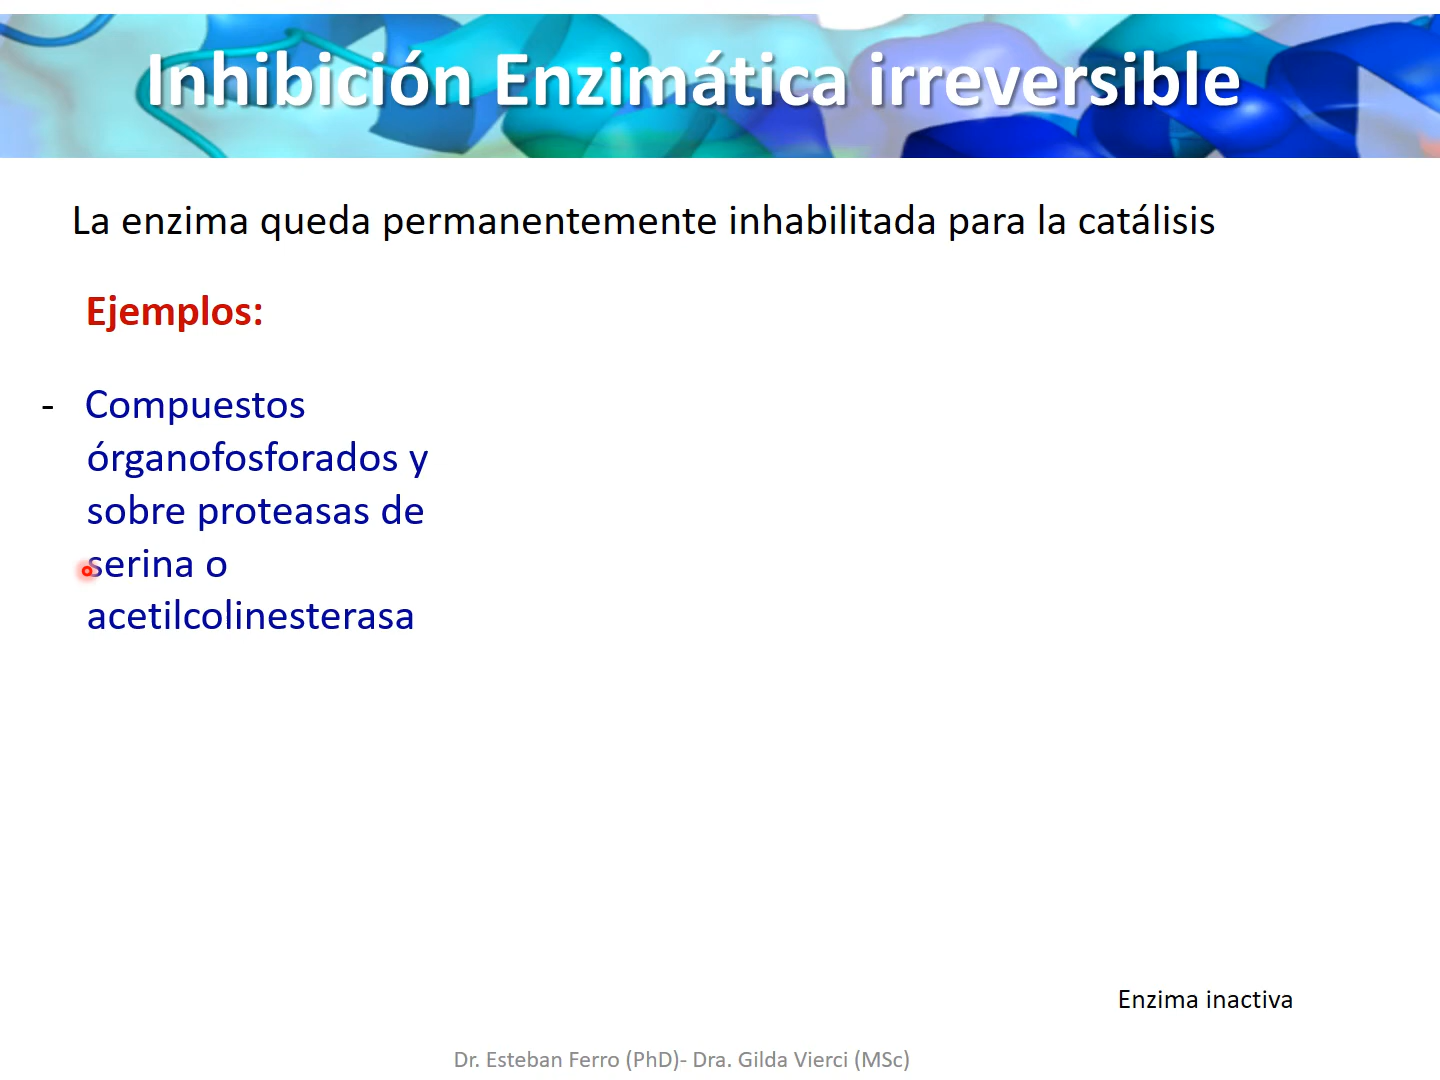 Inhibición Enzimática irreversible
La enzima queda permanentemente inhabilitada para la catálisis
Ejemplos:
- Compuestos
órganofosforados y
sobre proteasas de
serina o
acetilcolinesterasa
Enzima inactiva
Dr. Esteban Ferro (PhD)- Dra. Gilda Vierci (MSc)